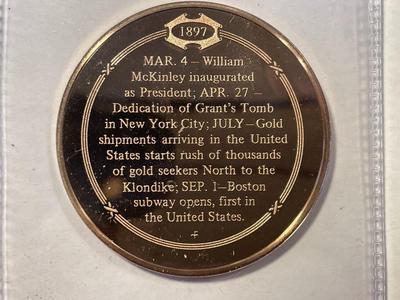 1897
MAR. 4 — William
McKinley inaugurated
as President; APR. 27 —
Dedication of Grant's Tomb
in New York City; JULY—Gold
shipments arriving in the United
States starts rush of thousands
of gold seekers North to the
Klondike; SEP. 1—Boston
subway opens, first in
the United States.